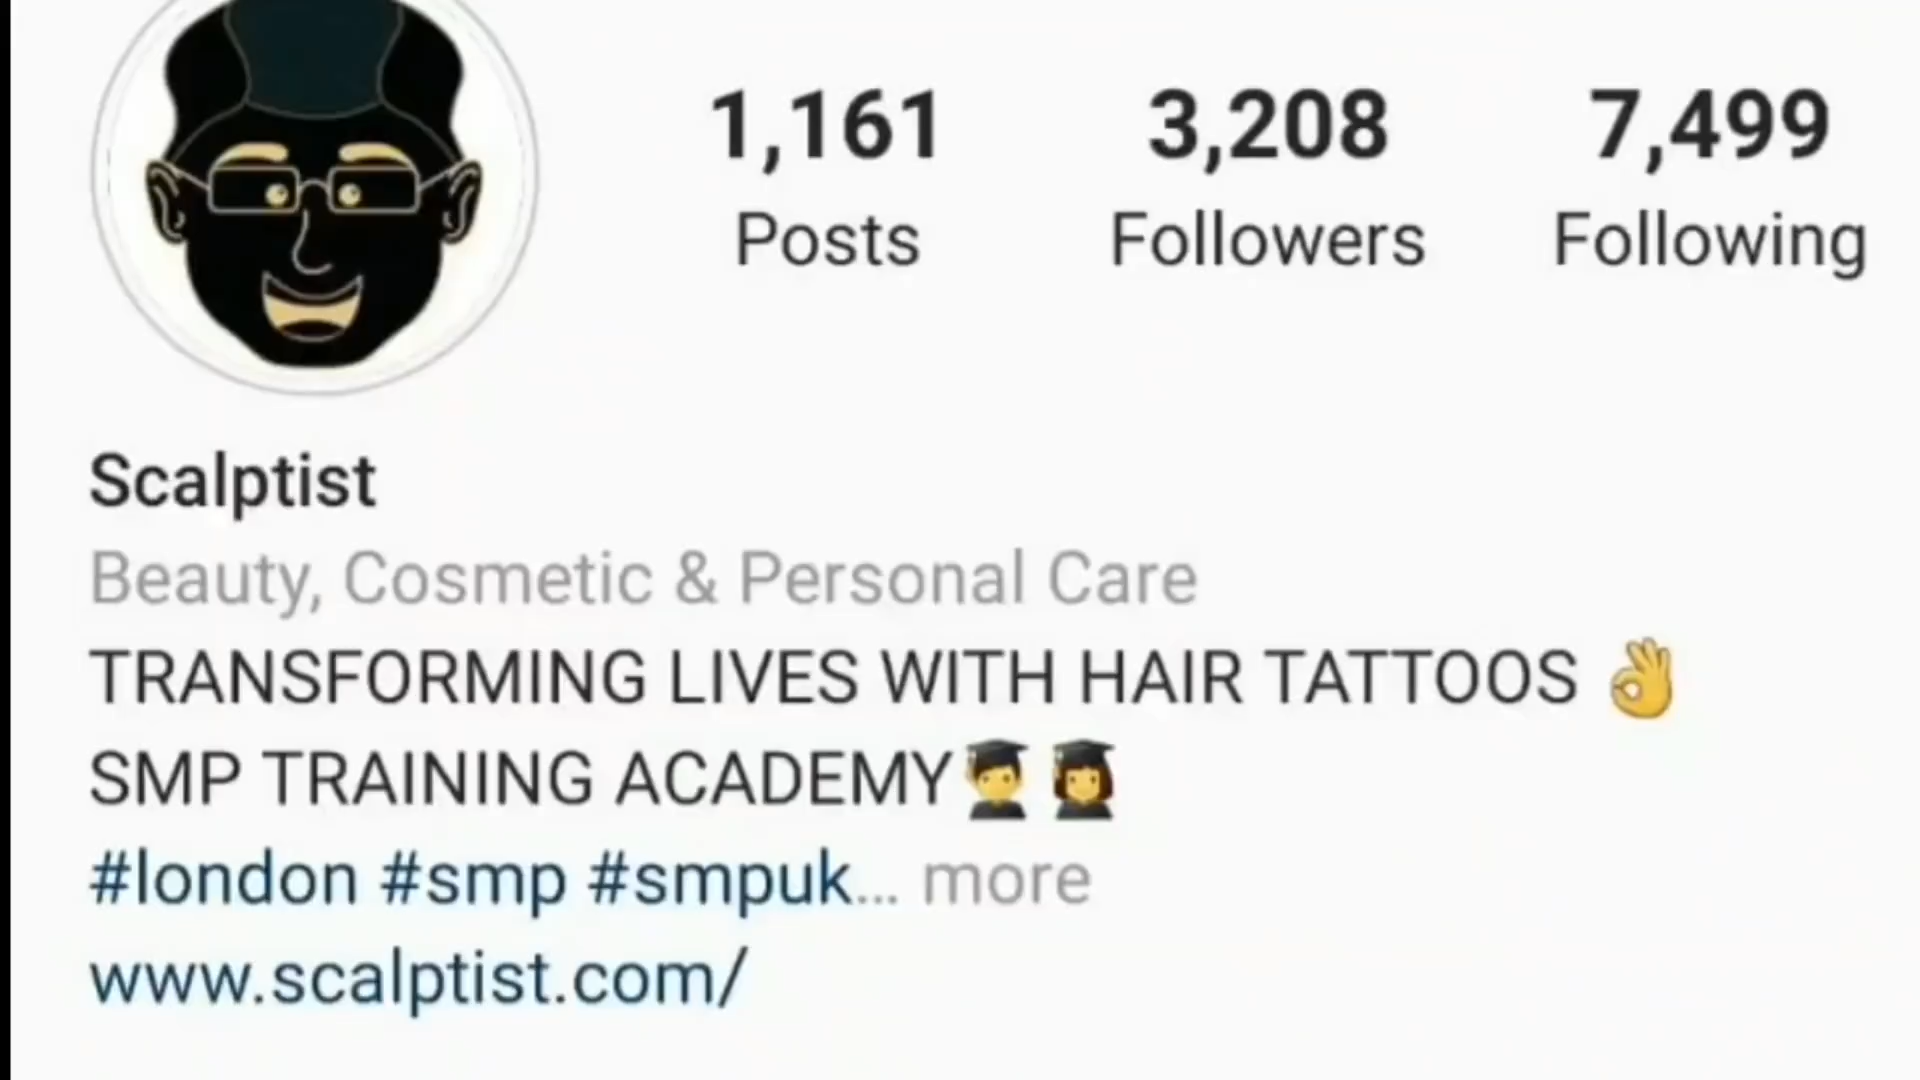 1,161 3,208 7,499
Posts Followers Following
Scalptist
Beauty, Cosmetic & Personal Care
TRANSFORMING LIVES WITH HAIR TATTOOS 👌
SMP TRAINING ACADEMY👨‍🎓👩‍🎓
#london #smp #smpuk... more
www.scalptist.com/